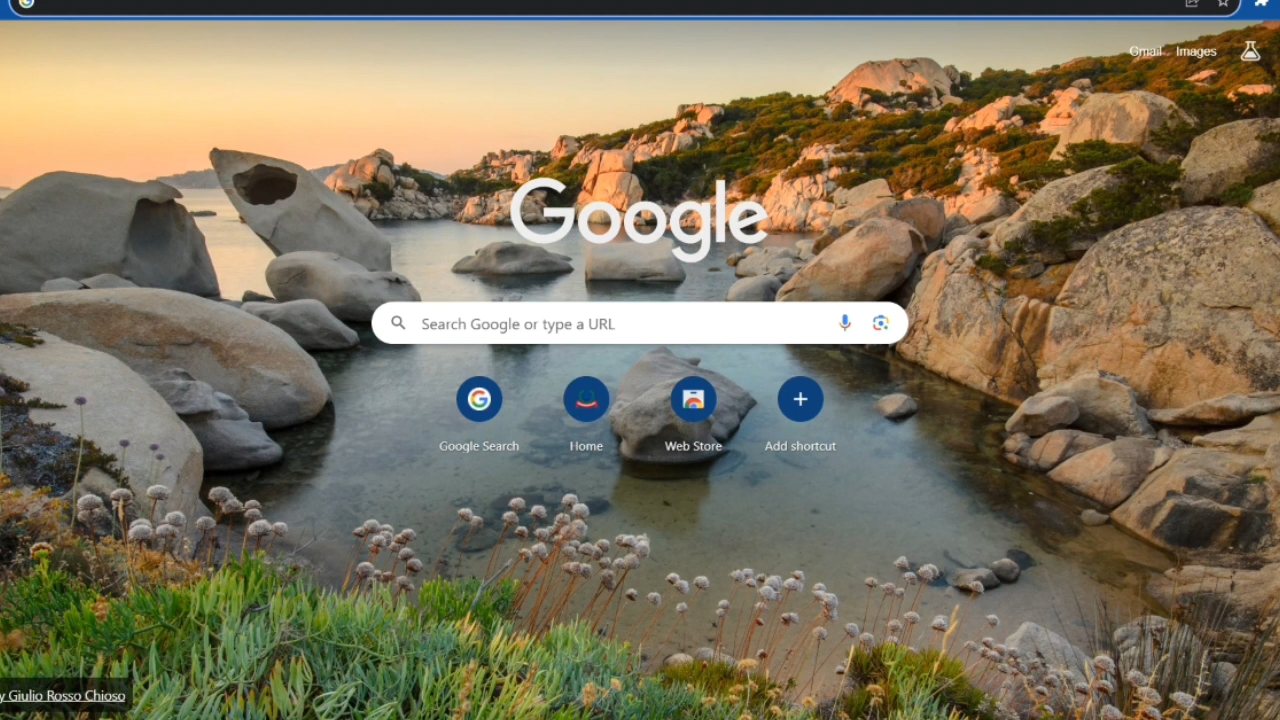 Gmail Images
Google
Search Google or type a URL
Google Search Home Web Store Add shortcut
Giulio Rosso Chioso